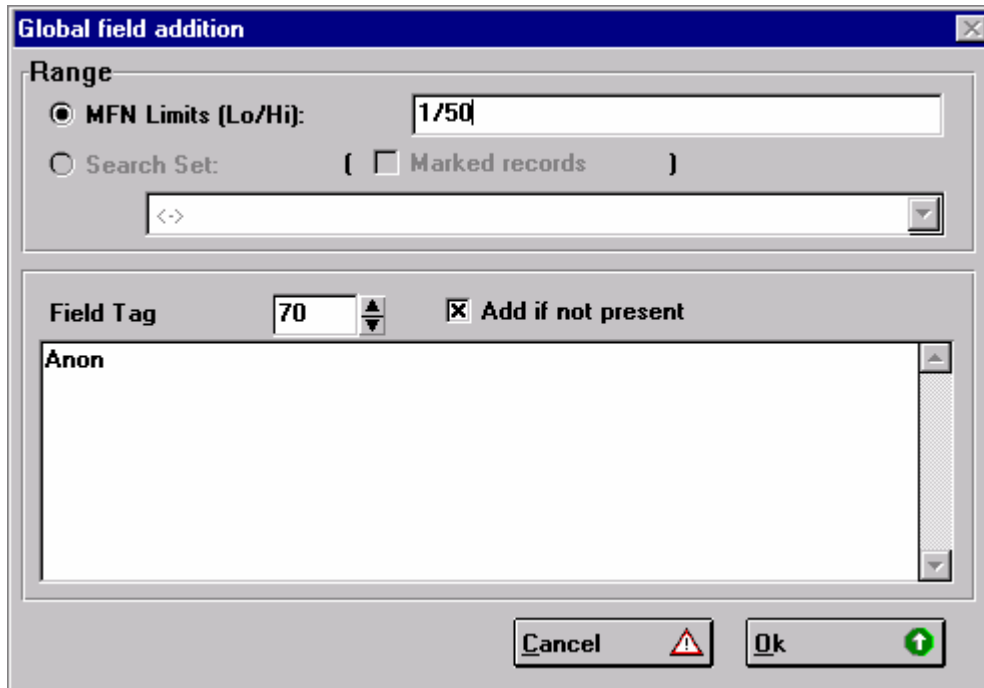 Global field addition
Range
MFN Limits (Lo/Hi): 1/50
Search Set: ( Marked records )
<->
Field Tag 70 Add if not present
Anon
Cancel Ok